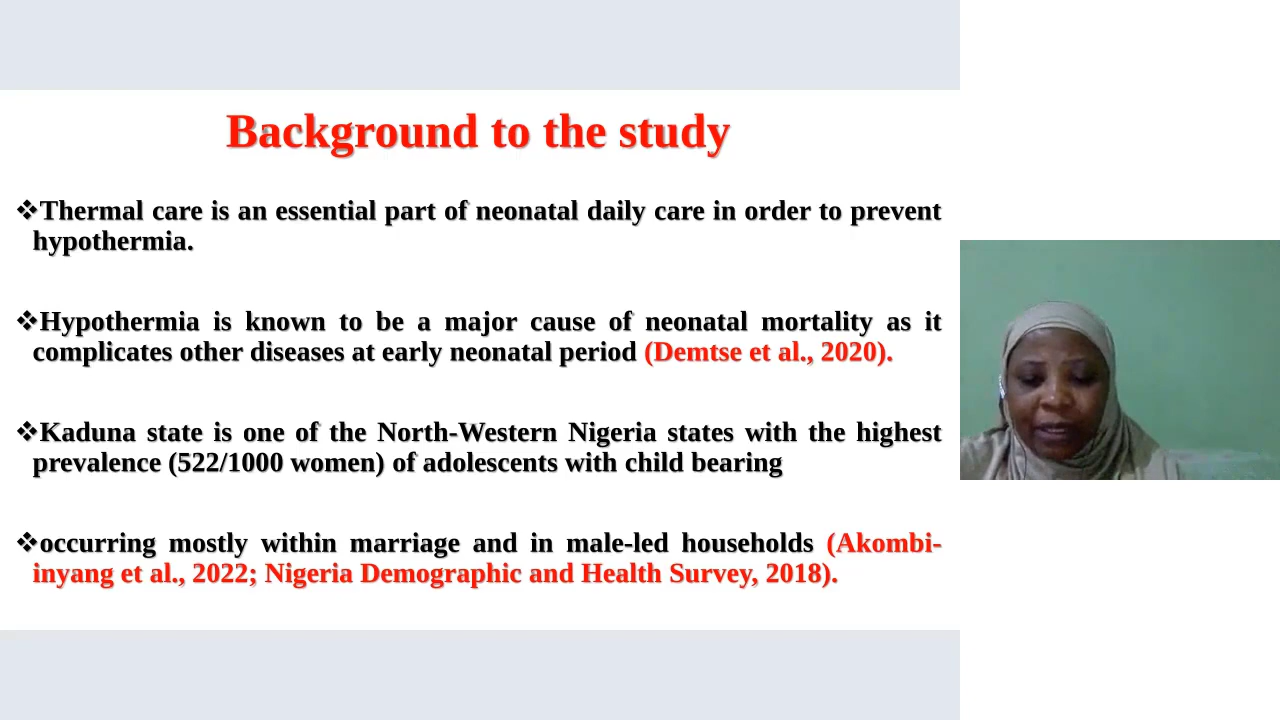 Background to the study
❖Thermal care is an essential part of neonatal daily care in order to prevent
hypothermia.
❖Hypothermia is known to be a major cause of neonatal mortality as it
complicates other diseases at early neonatal period (Demtse et al., 2020).
❖Kaduna state is one of the North-Western Nigeria states with the highest
prevalence (522/1000 women) of adolescents with child bearing
❖occurring mostly within marriage and in male-led households (Akombi-
inyang et al., 2022; Nigeria Demographic and Health Survey, 2018).